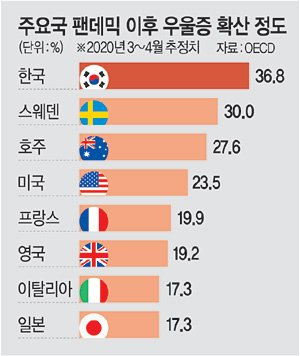 주요국 팬데믹 이후 우울증 확산 정도
(단위:%) ※2020년 3~4월 추정치 자료:OECD
한국 36.8
스웨덴 30.0
호주 27.6
미국 23.5
프랑스 19.9
영국 19.2
이탈리아 17.3
일본 17.3